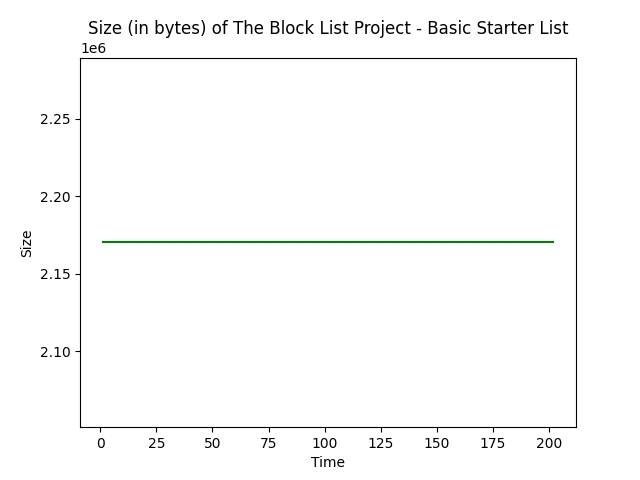 Size (in bytes) of The Block List Project - Basic Starter List
1e6
2.25
2.20
2.15
2.10
Size
0 25 50 75 100 125 150 175 200
Time